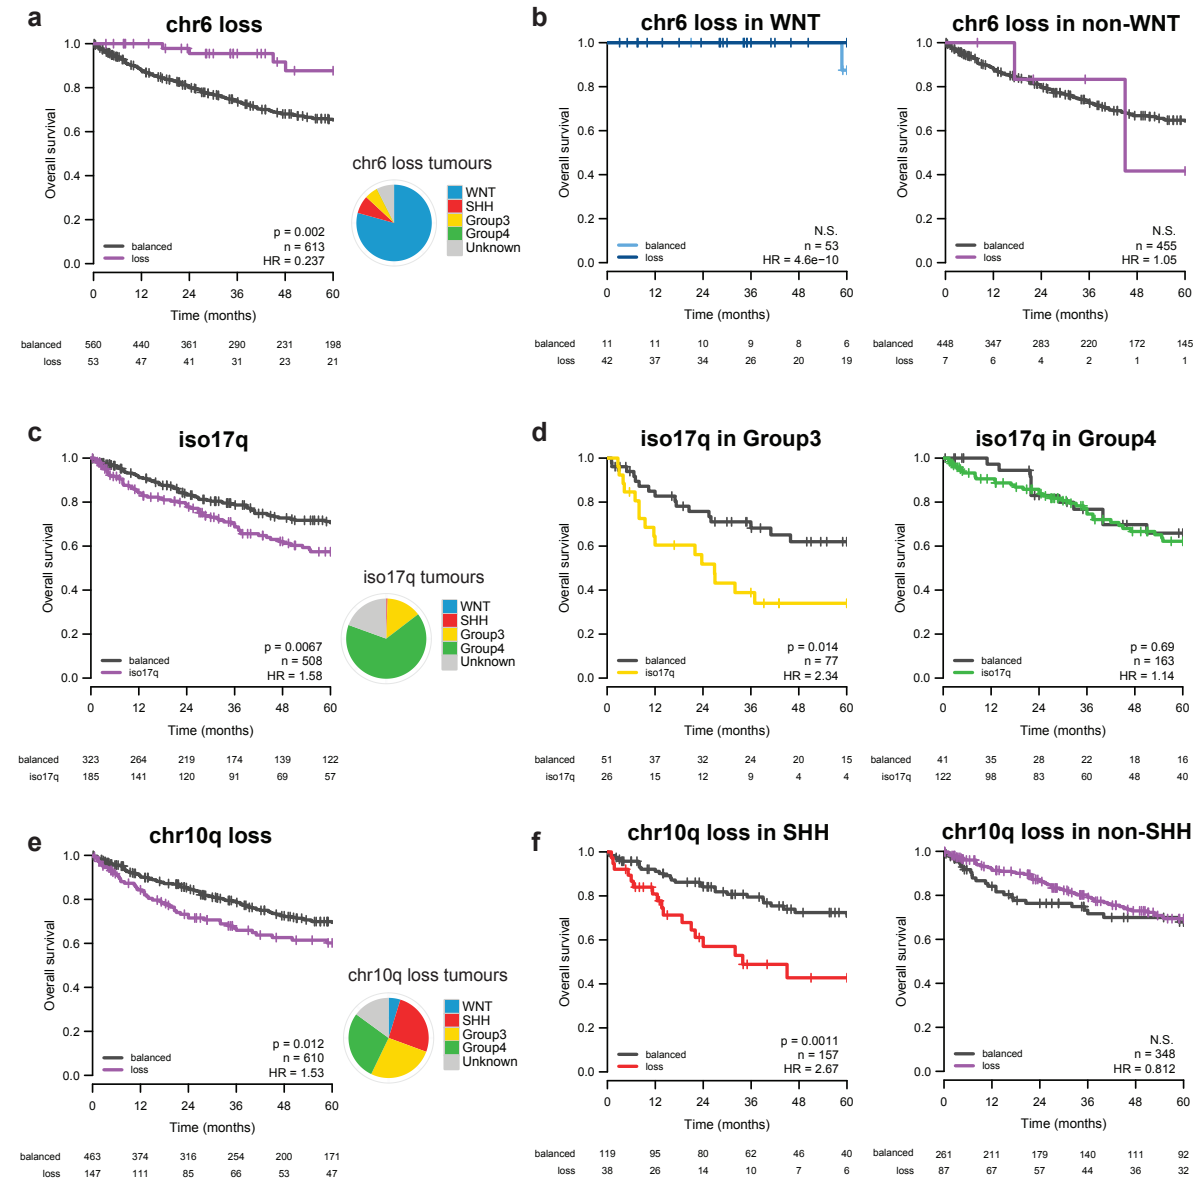 a
chr6 loss
1.0
0.8
0.6
0.4
0.2
0.0
Overall survival
balanced
loss
p = 0.002
n = 613
HR = 0.237
0 12 24 36 48 60
Time (months)
balanced 560 440 361 290 231 198
loss 53 47 41 31 23 21
chr6 loss tumours
WNT
SHH
Group3
Group4
Unknown
b
chr6 loss in WNT
1.0
0.8
0.6
0.4
0.2
0.0
Overall survival
balanced
loss
N.S.
n = 53
HR = 4.6e−10
0 12 24 36 48 60
Time (months)
balanced 11 11 10 9 8 6
loss 42 37 34 26 20 19
chr6 loss in non-WNT
1.0
0.8
0.6
0.4
0.2
0.0
Overall survival
balanced
loss
N.S.
n = 455
HR = 1.05
0 12 24 36 48 60
Time (months)
balanced 448 347 283 220 172 145
loss 7 6 4 2 1 1
c
iso17q
1.0
0.8
0.6
0.4
0.2
0.0
Overall survival
balanced
iso17q
p = 0.0067
n = 508
HR = 1.58
0 12 24 36 48 60
Time (months)
balanced 323 264 219 174 139 122
iso17q 185 141 120 91 69 57
iso17q tumours
WNT
SHH
Group3
Group4
Unknown
d
iso17q in Group3
1.0
0.8
0.6
0.4
0.2
0.0
Overall survival
balanced
iso17q
p = 0.014
n = 77
HR = 2.34
0 12 24 36 48 60
Time (months)
balanced 51 37 32 24 20 15
iso17q 26 15 12 9 4 4
iso17q in Group4
1.0
0.8
0.6
0.4
0.2
0.0
Overall survival
balanced
iso17q
p = 0.69
n = 163
HR = 1.14
0 12 24 36 48 60
Time (months)
balanced 41 35 28 22 18 16
iso17q 122 98 83 60 48 40
e
chr10q loss
1.0
0.8
0.6
0.4
0.2
0.0
Overall survival
balanced
loss
p = 0.012
n = 610
HR = 1.53
0 12 24 36 48 60
Time (months)
balanced 463 374 316 254 200 171
loss 147 111 85 66 53 47
chr10q loss tumours
WNT
SHH
Group3
Group4
Unknown
f
chr10q loss in SHH
1.0
0.8
0.6
0.4
0.2
0.0
Overall survival
balanced
loss
p = 0.0011
n = 157
HR = 2.67
0 12 24 36 48 60
Time (months)
balanced 119 95 80 62 46 40
loss 38 26 14 10 7 6
chr10q loss in non-SHH
1.0
0.8
0.6
0.4
0.2
0.0
Overall survival
balanced
loss
N.S.
n = 348
HR = 0.812
0 12 24 36 48 60
Time (months)
balanced 261 211 179 140 111 92
loss 87 67 57 44 36 32